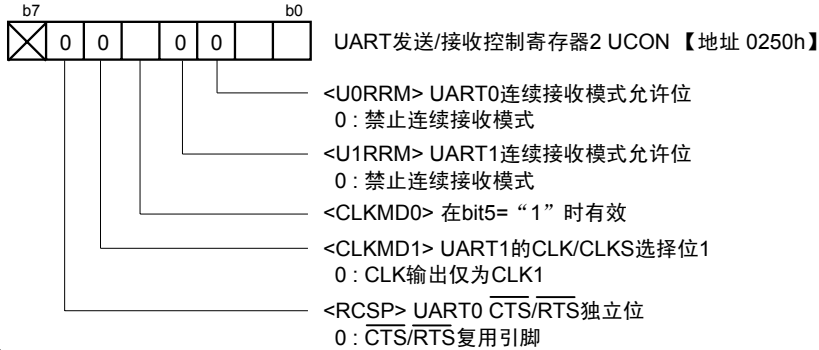 b7 b0
0 0 0 0 UART发送/接收控制寄存器2 UCON 【地址 0250h】
<U0RRM> UART0连续接收模式允许位
0 : 禁止连续接收模式
<U1RRM> UART1连续接收模式允许位
0 : 禁止连续接收模式
<CLKMD0> 在bit5=“1”时有效
<CLKMD1> UART1的CLK/CLKS选择位1
0 : CLK输出仅为CLK1
<RCSP> UART0 CTS/RTS独立位
0 : CTS/RTS复用引脚